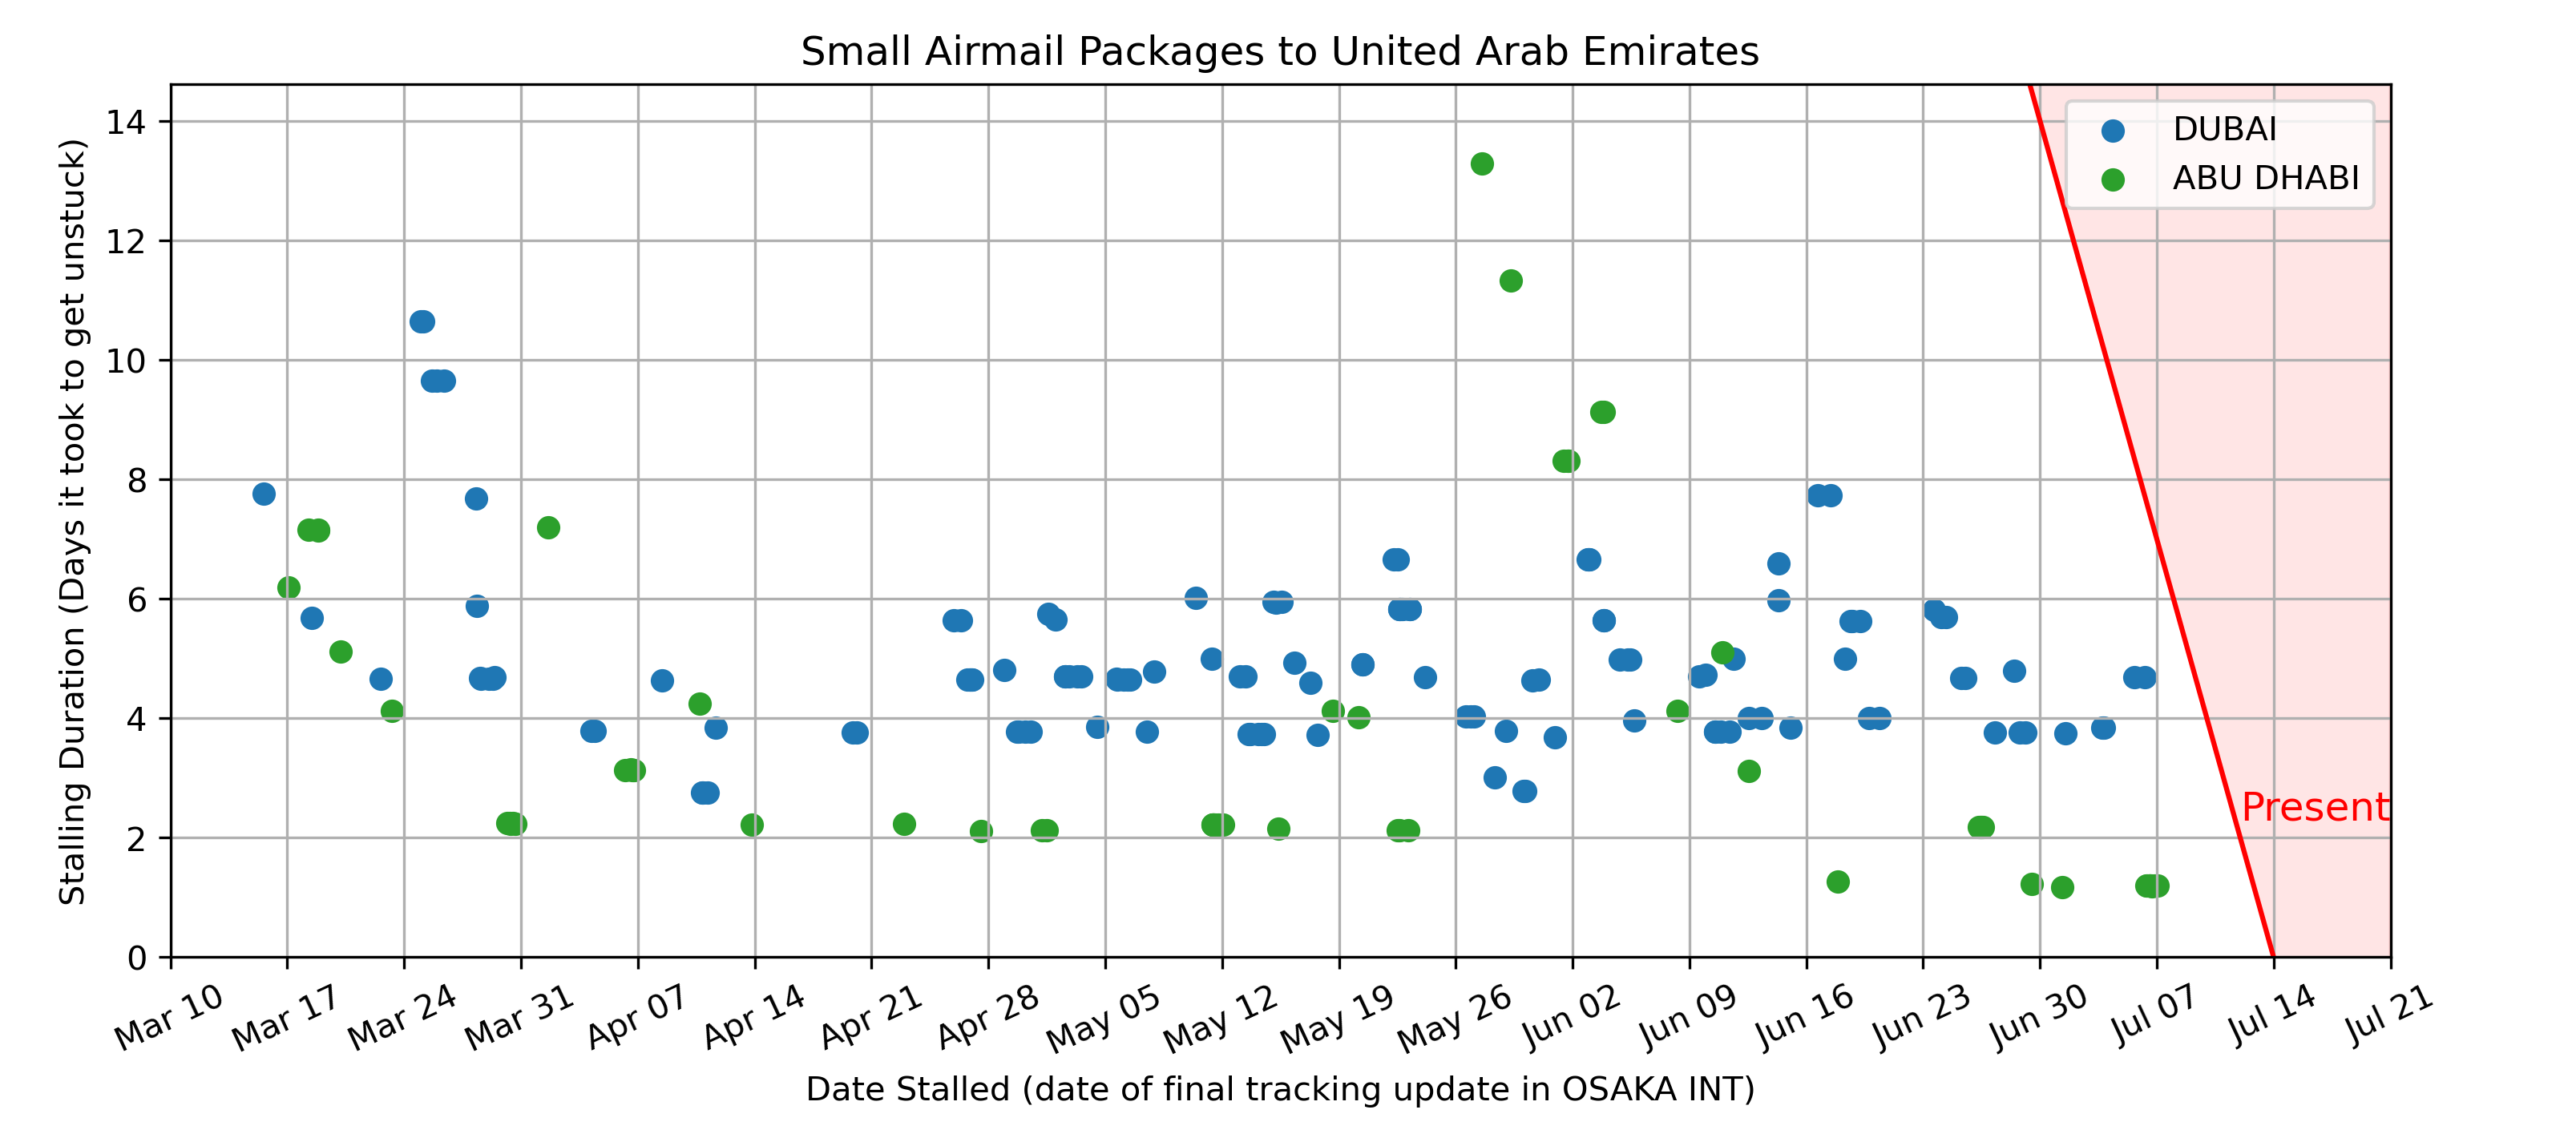 Small Airmail Packages to United Arab Emirates
Stalling Duration (Days it took to get unstuck)
14
12
10
8
6
4
2
0
DUBAI
ABU DHABI
Present
Mar 10
Mar 17
Mar 24
Mar 31
Apr 07
Apr 14
Apr 21
Apr 28
May 05
May 12
May 19
May 26
Jun 02
Jun 09
Jun 16
Jun 23
Jun 30
Jul 07
Jul 14
Jul 21
Date Stalled (date of final tracking update in OSAKA INT)